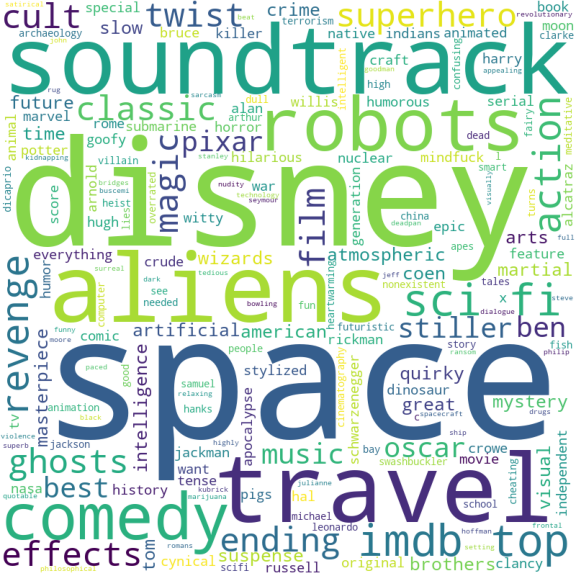 cult
special
twist
crime
superhero
book
archaeology
slow
bruce
killer
native
indians
animated
moon
john
beat
terrorism
revolutionary
satirical
clarke
soundtrack
rug
sarcase
craft
harry
confusing
appealing
future
marvel
classic
dull
goodman
intelligent
high
humorous
serial
time
rome
alan
arthur
willis
robots
action
potter
submarine
horror
goofy
pixar
hilarious
nuclear
mindfuck
dead
l
smart
fairy
meditative
animal
dicaprio
kidnapping
villain
magic
stanley
disney
score
arnold
bridges
buscemi
heist
lies
hugh
overrated
nudity
technology
seymour
war
witty
film
generation
china
deadpan
epic
visually
turns
alcatraz
full
arts
everything
atmospheric
apes
feature
crude
wizards
coen
martial
humor
surreal
aliens
dark
see
needed
tedious
computer
bowling
fun
heartwarming
jeff
nonexistent
tales
x
steve
dialogue
sci fi
revenge
comic
artificial
american
futuristic
rickman
stiller
ben
funny
moore
masterpiece
paced
good
people
stylized
story
ransom
fish
philip
space
quirky
cinematography
schwarzenegger
dinosaur
great
mystery
animation
black
intelligence
samuel
relaxing
hanks
apocalypse
c
spacecraft
drugs
tv
violence
superb
jackson
highly
music
bay
ship
swashbuckler
oscar
crowe
movie
cheating
visual
independent
ghosts
jackman
want
tense
kubrick
marijuana
julianne
school
nasa
best
history
pigs
hal
michael
leonardo
travel
quotable
comedy
hoffman
frontal
effects
tom
romans
ending
imdb
top
setting
cynical
suspense
original
brothers
clancy
philosophical
scifi
russell